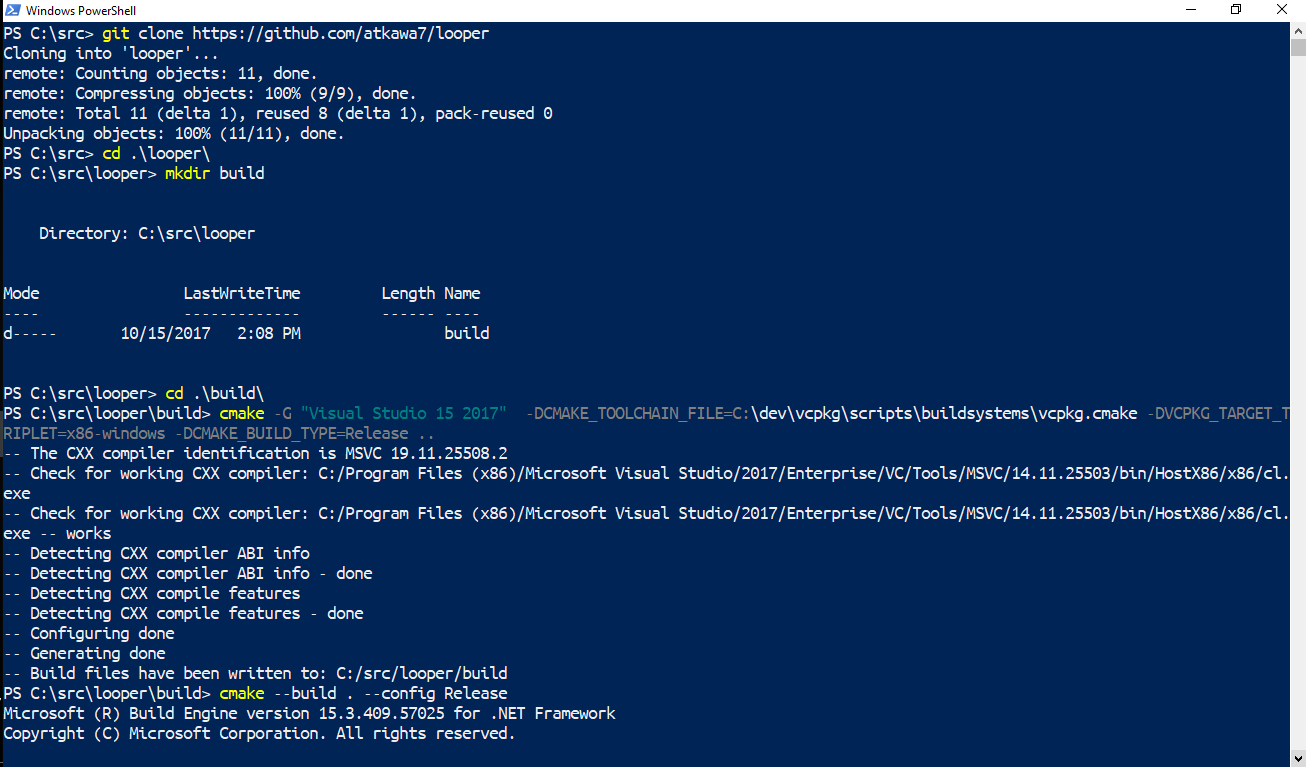 Windows PowerShell
PS C:\src> git clone https://github.com/atkawa7/looper
Cloning into 'looper'...
remote: Counting objects: 11, done.
remote: Compressing objects: 100% (9/9), done.
remote: Total 11 (delta 1), reused 8 (delta 1), pack-reused 0
Unpacking objects: 100% (11/11), done.
PS C:\src> cd .\looper\
PS C:\src\looper> mkdir build
    Directory: C:\src\looper
Mode                LastWriteTime         Length Name
----                -------------         ------ ----
d-----       10/15/2017   2:08 PM                build
PS C:\src\looper> cd .\build\
PS C:\src\looper\build> cmake -G "Visual Studio 15 2017"  -DCMAKE_TOOLCHAIN_FILE=C:\dev\vcpkg\scripts\buildsystems\vcpkg.cmake -DVCPKG_TARGET_T
RIPLET=x86-windows -DCMAKE_BUILD_TYPE=Release ..
-- The CXX compiler identification is MSVC 19.11.25508.2
-- Check for working CXX compiler: C:/Program Files (x86)/Microsoft Visual Studio/2017/Enterprise/VC/Tools/MSVC/14.11.25503/bin/HostX86/x86/cl.
exe
-- Check for working CXX compiler: C:/Program Files (x86)/Microsoft Visual Studio/2017/Enterprise/VC/Tools/MSVC/14.11.25503/bin/HostX86/x86/cl.
exe -- works
-- Detecting CXX compiler ABI info
-- Detecting CXX compiler ABI info - done
-- Detecting CXX compile features
-- Detecting CXX compile features - done
-- Configuring done
-- Generating done
-- Build files have been written to: C:/src/looper/build
PS C:\src\looper\build> cmake --build . --config Release
Microsoft (R) Build Engine version 15.3.409.57025 for .NET Framework
Copyright (C) Microsoft Corporation. All rights reserved.